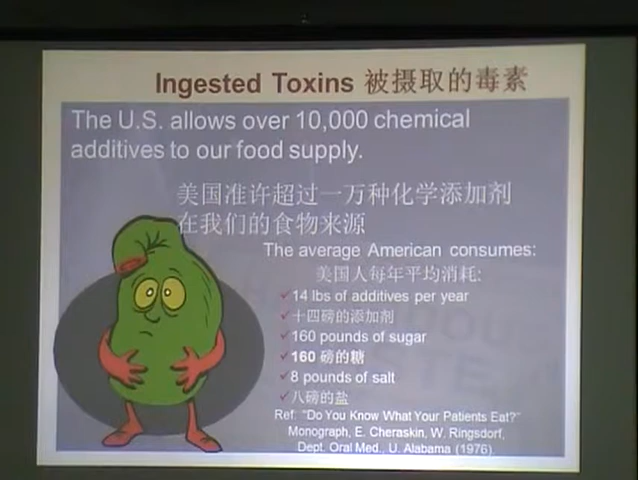 Ingested Toxins 被摄取的毒素
The U.S. allows over 10,000 chemical
additives to our food supply.
美国准许超过一万种化学添加剂
在我们的食物来源
The average American consumes:
美国人每年平均消耗:
✓14 lbs of additives per year
✓十四磅的添加剂
✓160 pounds of sugar
✓160 磅的糖
✓8 pounds of salt
✓八磅的盐
Ref: "Do You Know What Your Patients Eat?"
Monograph, E. Cheraskin, W. Ringsdorf,
Dept. Oral Med., U. Alabama (1976).